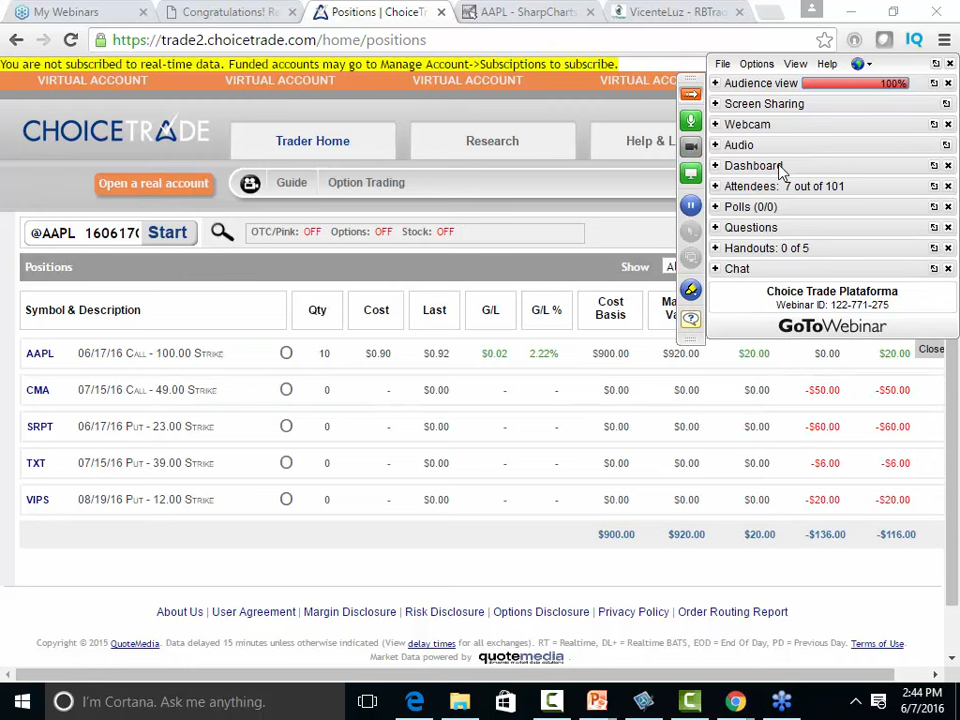 My Webinars
Congratulations! Re
Positions | ChoiceTr
AAPL - SharpCharts
VicenteLuz - RBTrad
https://trade2.choicetrade.com/home/positions
You are not subscribed to real-time data. Funded accounts may go to Manage Account->Subsciptions to subscribe.
VIRTUAL ACCOUNT VIRTUAL ACCOUNT VIRTUAL ACCOUNT VIRTUAL
CHOICETRADE
Trader Home
Research
Help & L
Open a real account
Guide
Option Trading
@AAPL 160617C
Start
OTC/Pink: OFF Options: OFF Stock: OFF
Positions
Show
Symbol & Description Qty Cost Last G/L G/L % Cost Basis
AAPL 06/17/16 CALL - 100.00 STRIKE O 10 $0.90 $0.92 $0.02 2.22% $900.00 $920.00 $20.00 $0.00 $20.00
CMA 07/15/16 CALL - 49.00 STRIKE O 0 - $0.00 - - $0.00 $0.00 $0.00 -$50.00 -$50.00
SRPT 06/17/16 PUT - 23.00 STRIKE O 0 - $0.00 - - $0.00 $0.00 $0.00 -$60.00 -$60.00
TXT 07/15/16 PUT - 39.00 STRIKE O 0 - $0.00 - - $0.00 $0.00 $0.00 -$6.00 -$6.00
VIPS 08/19/16 PUT - 12.00 STRIKE O 0 - $0.00 - - $0.00 $0.00 $0.00 -$20.00 -$20.00
$900.00 $920.00 $20.00 -$136.00 -$116.00
File Options View Help
Audience view 100%
Screen Sharing
Webcam
Audio
Dashboard
Attendees: 7 out of 101
Polls (0/0)
Questions
Handouts: 0 of 5
Chat
Choice Trade Plataforma
Webinar ID: 122-771-275
GoToWebinar
Close
About Us | User Agreement | Margin Disclosure | Risk Disclosure | Options Disclosure | Privacy Policy | Order Routing Report
Copyright © 2015 QuoteMedia. Data delayed 15 minutes unless otherwise indicated (View delay times for all exchanges). RT = Realtime, DL+ = Realtime BATS, EOD = End Of Day, PD = Previous Day. Terms of Use.
Market Data powered by quotemedia
I'm Cortana. Ask me anything.
2:44 PM
6/7/2016